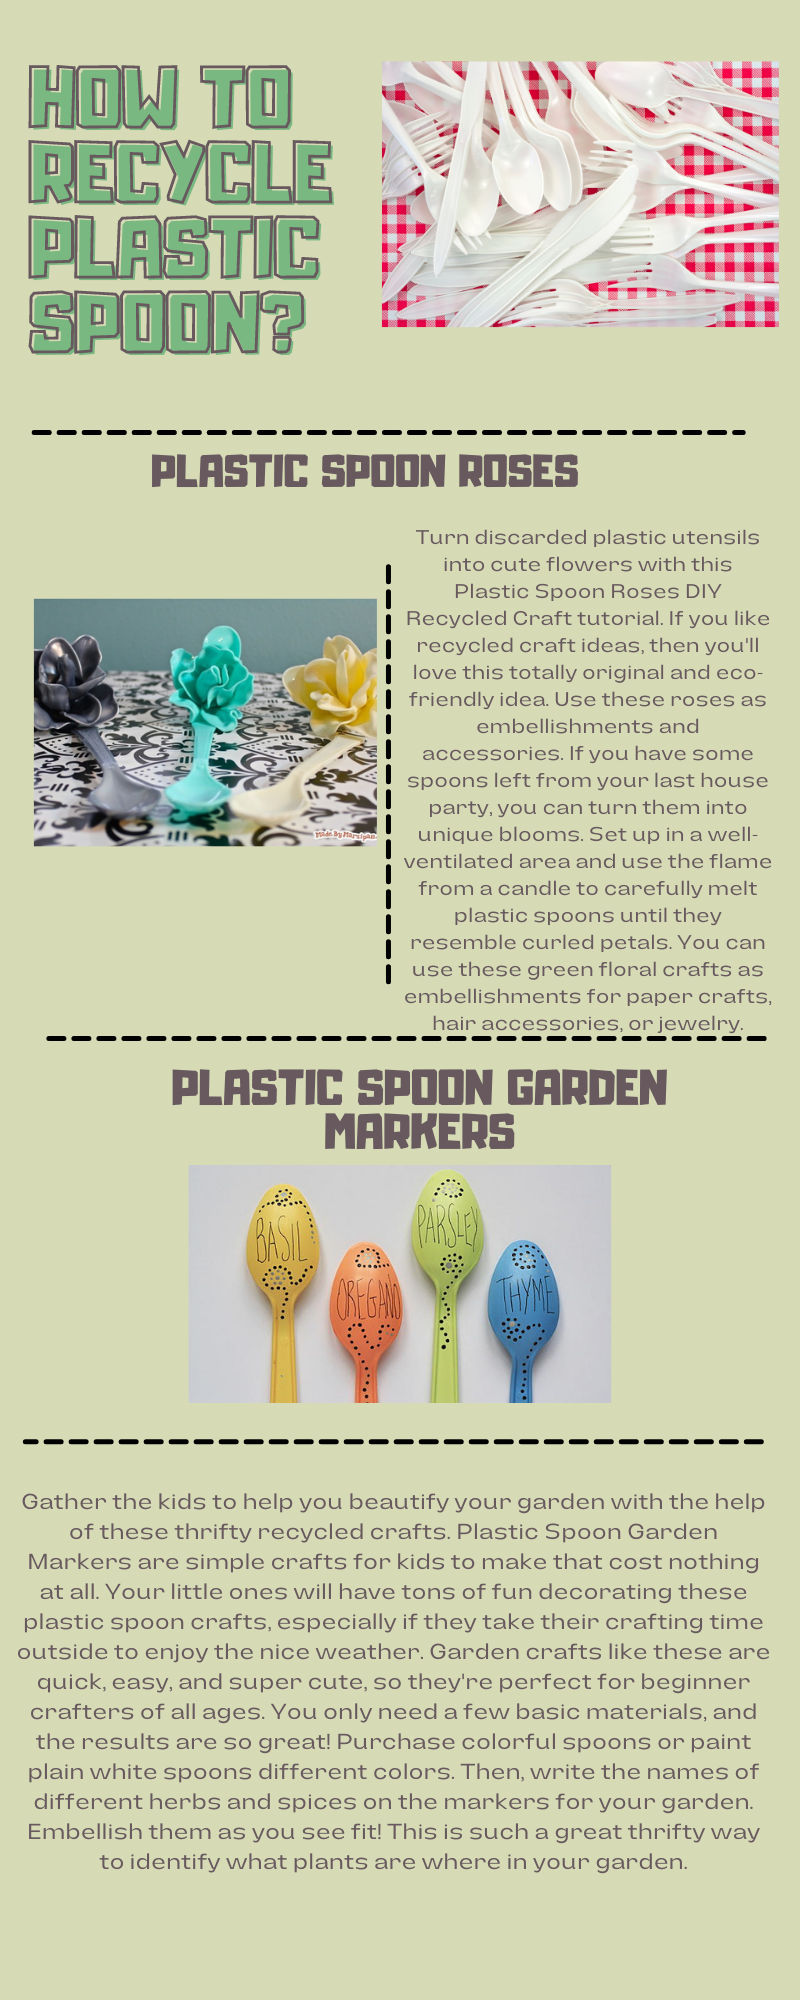 HOW TO
RECYCLE
PLASTIC
SPOON?
PLASTIC SPOON ROSES
Turn discarded plastic utensils
into cute flowers with this
Plastic Spoon Roses DIY
Recycled Craft tutorial. If you like
recycled craft ideas, then you'll
love this totally original and eco-
friendly idea. Use these roses as
embellishments and
accessories. If you have some
spoons left from your last house
party, you can turn them into
unique blooms. Set up in a well-
ventilated area and use the flame
from a candle to carefully melt
plastic spoons until they
resemble curled petals. You can
use these green floral crafts as
embellishments for paper crafts,
hair accessories, or jewelry.
Made By Marzipan
PLASTIC SPOON GARDEN
MARKERS
BASIL
OREGANO
PARSLEY
THYME
Gather the kids to help you beautify your garden with the help
of these thrifty recycled crafts. Plastic Spoon Garden
Markers are simple crafts for kids to make that cost nothing
at all. Your little ones will have tons of fun decorating these
plastic spoon crafts, especially if they take their crafting time
outside to enjoy the nice weather. Garden crafts like these are
quick, easy, and super cute, so they're perfect for beginner
crafters of all ages. You only need a few basic materials, and
the results are so great! Purchase colorful spoons or paint
plain white spoons different colors. Then, write the names of
different herbs and spices on the markers for your garden.
Embellish them as you see fit! This is such a great thrifty way
to identify what plants are where in your garden.